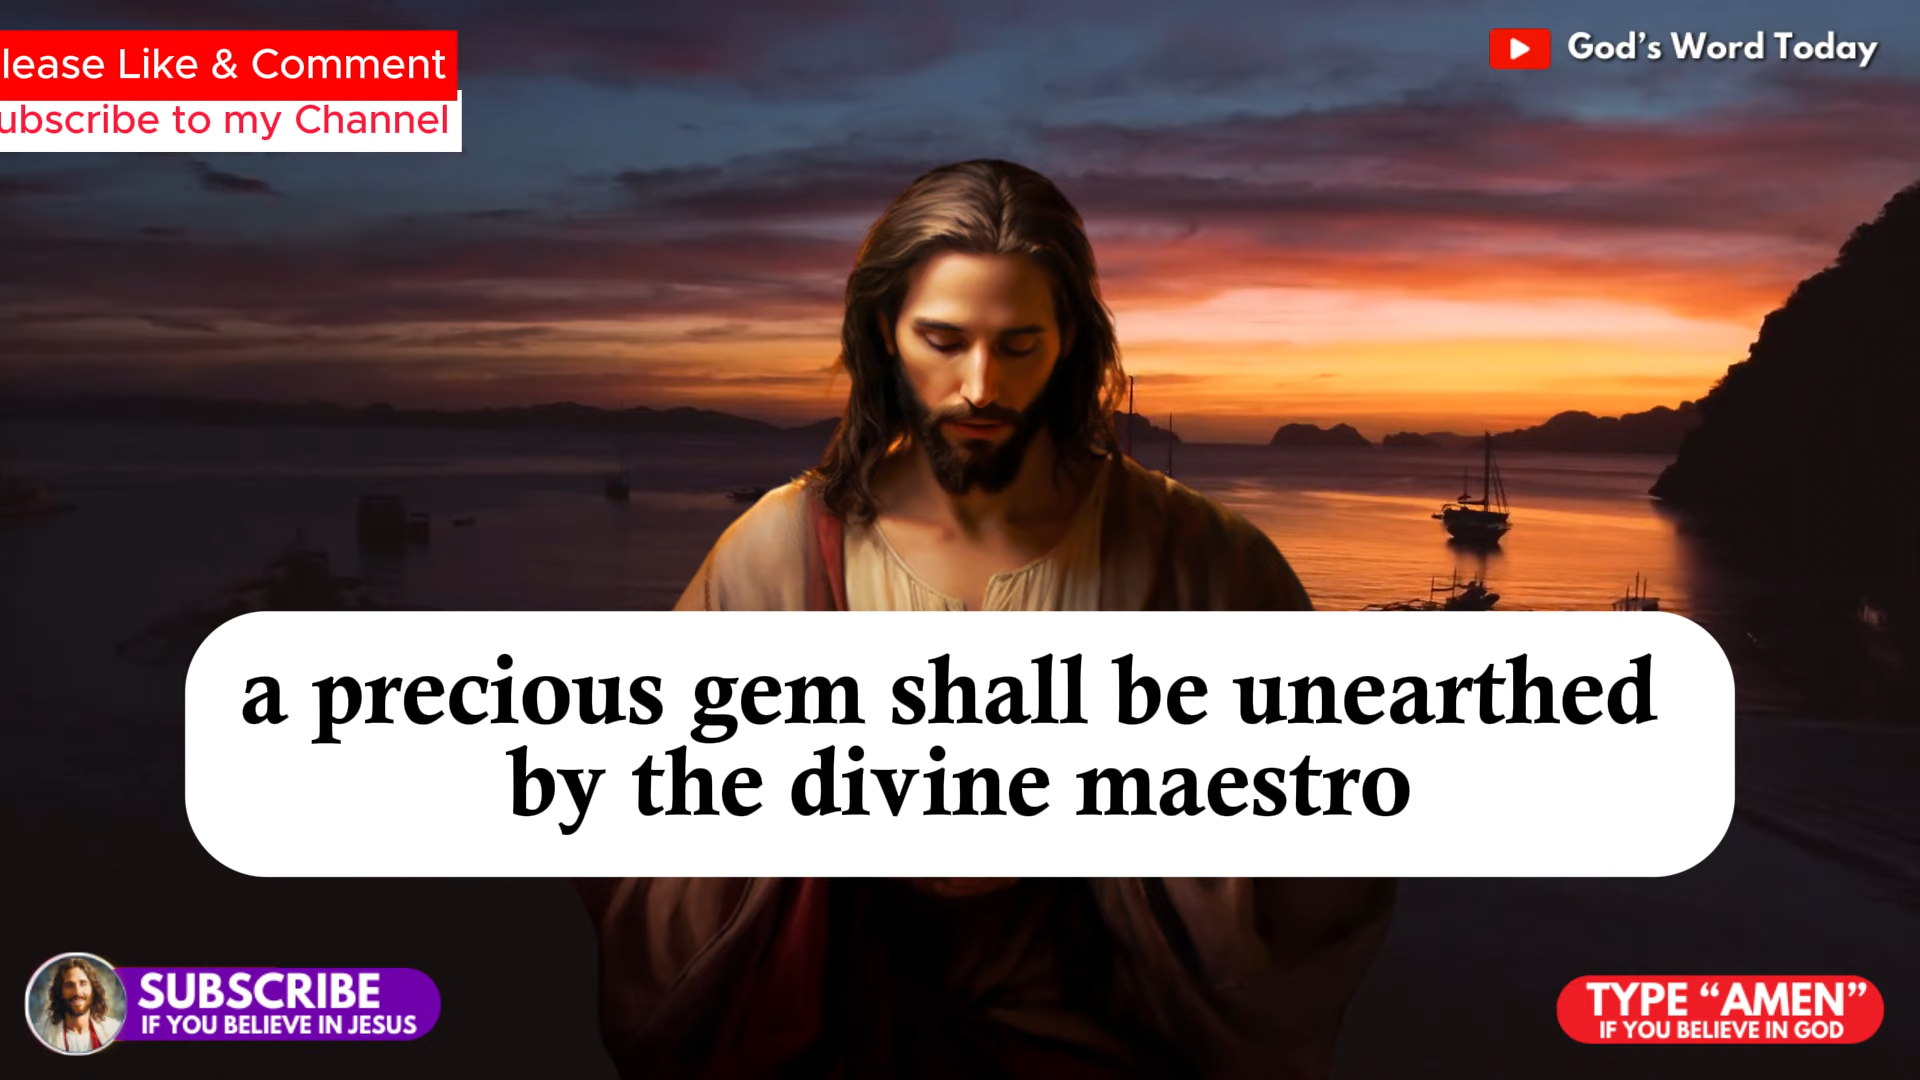 lease Like & Comment
ubscribe to my Channel
God's Word Today
a precious gem shall be unearthed
by the divine maestro
SUBSCRIBE
IF YOU BELIEVE IN JESUS
TYPE “AMEN”
IF YOU BELIEVE IN GOD